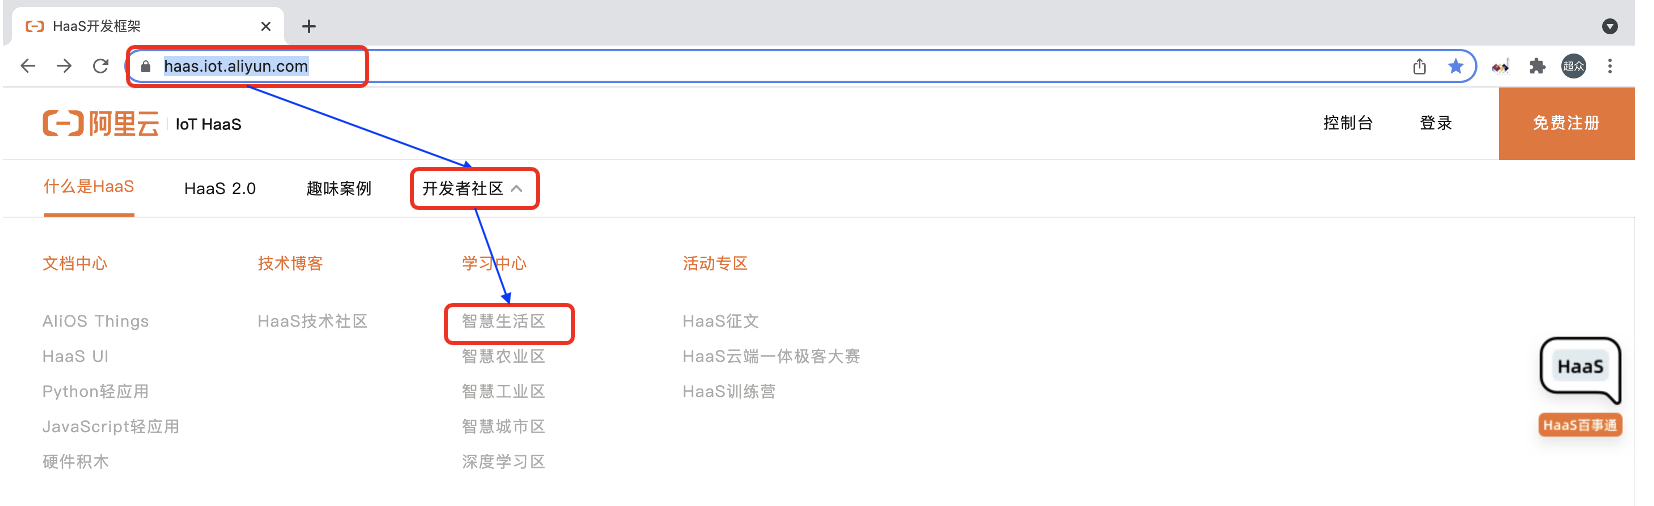 HaaS开发框架
haas.iot.aliyun.com
超众
阿里云 IoT HaaS
控制台 登录 免费注册
什么是HaaS HaaS 2.0 趣味案例 开发者社区
文档中心 技术博客 学习中心 活动专区
AliOS Things HaaS技术社区 智慧生活区 HaaS征文
HaaS UI 智慧农业区 HaaS云端一体极客大赛
Python轻应用 智慧工业区 HaaS训练营
JavaScript轻应用 智慧城市区
硬件积木 深度学习区
HaaS
HaaS百事通